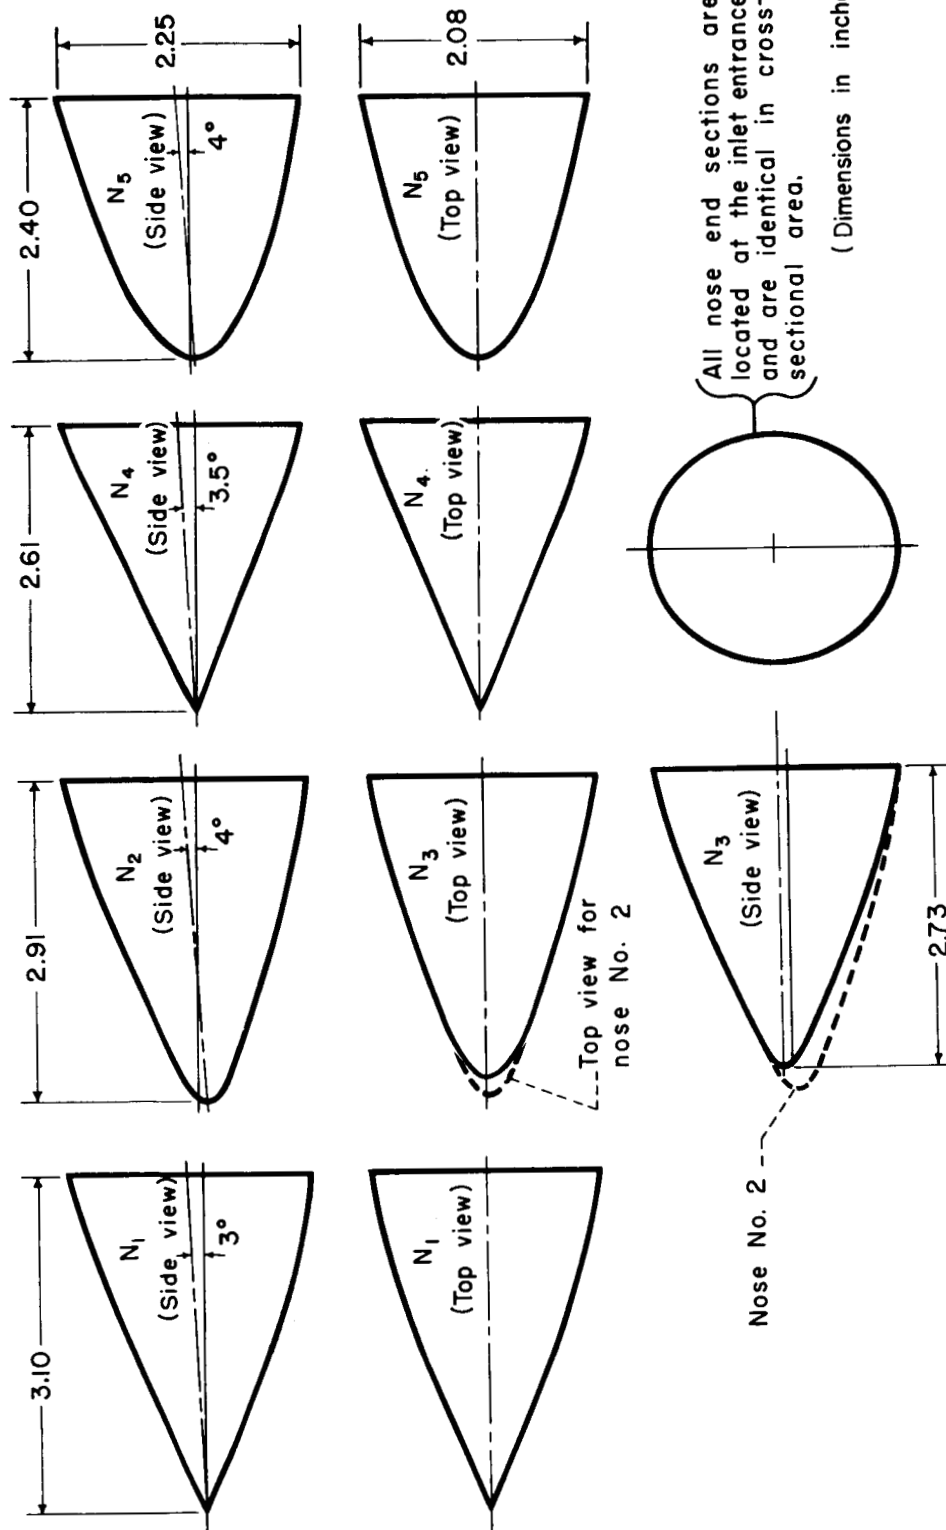 3.10
N1
(Side view)
3°
2.91
N2
(Side view)
4°
2.61
N4
(Side view)
3.5°
2.40
N5
(Side view)
4°
2.25
N1
(Top view)
N3
(Top view)
Top view for
nose No. 2
N4.
(Top view)
N5
(Top view)
2.08
Nose No. 2
N3
(Side view)
2.73
All nose end sections are
located at the inlet entrance
and are identical in cross-
sectional area.
(Dimensions in